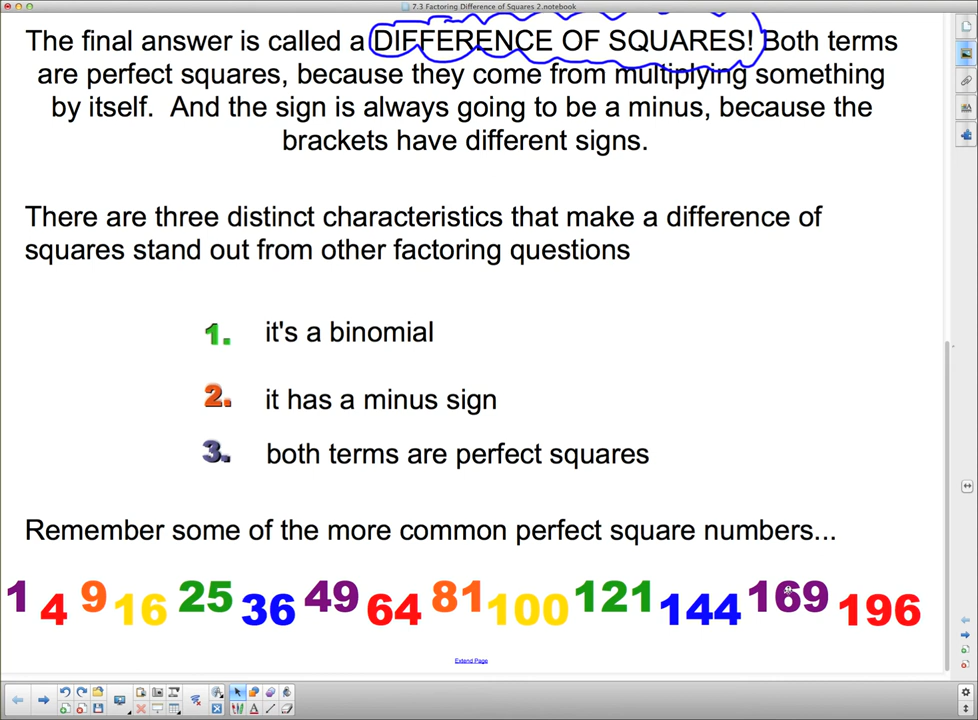 7.3 Factoring Difference of Squares 2.notebook
The final answer is called a DIFFERENCE OF SQUARES! Both terms
are perfect squares, because they come from multiplying something
by itself. And the sign is always going to be a minus, because the
brackets have different signs.
There are three distinct characteristics that make a difference of
squares stand out from other factoring questions
1. it's a binomial
2. it has a minus sign
3. both terms are perfect squares
Remember some of the more common perfect square numbers...
1 4 9 16 25 36 49 64 81 100 121 144 169 196
Extend Page